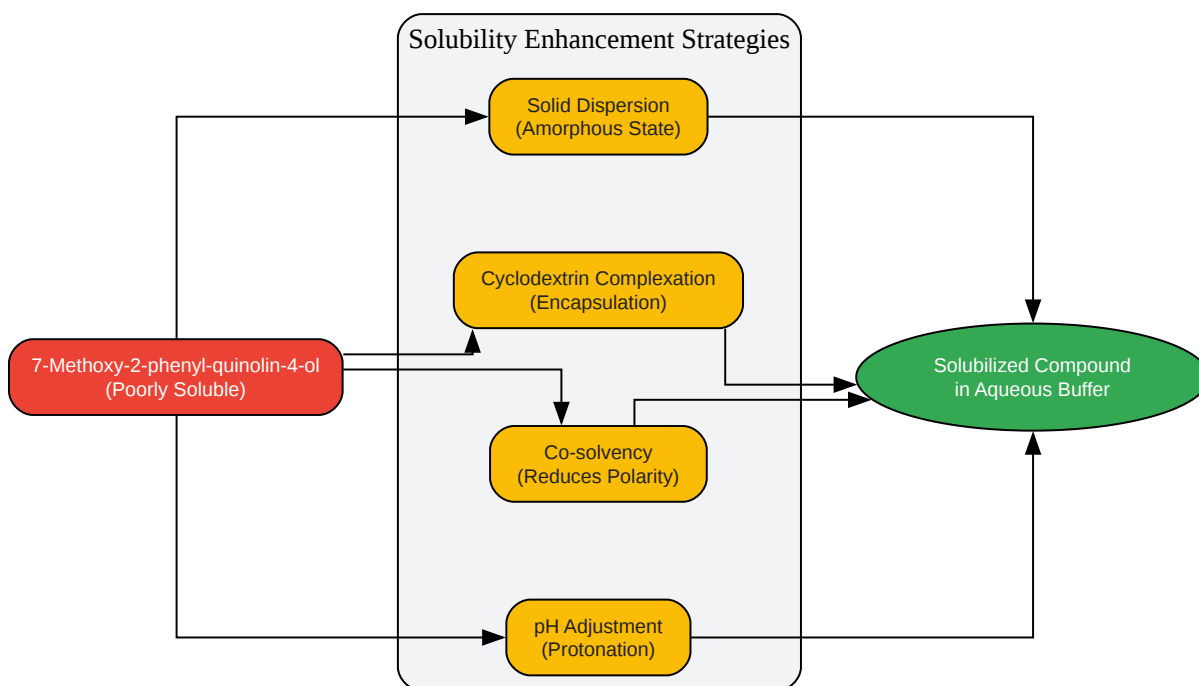 Solubility Enhancement Strategies
Solid Dispersion
(Amorphous State)
Cyclodextrin Complexation
(Encapsulation)
7-Methoxy-2-phenyl-quinolin-4-ol
(Poorly Soluble)
Solubilized Compound
in Aqueous Buffer
Co-solvency
(Reduces Polarity)
pH Adjustment
(Protonation)